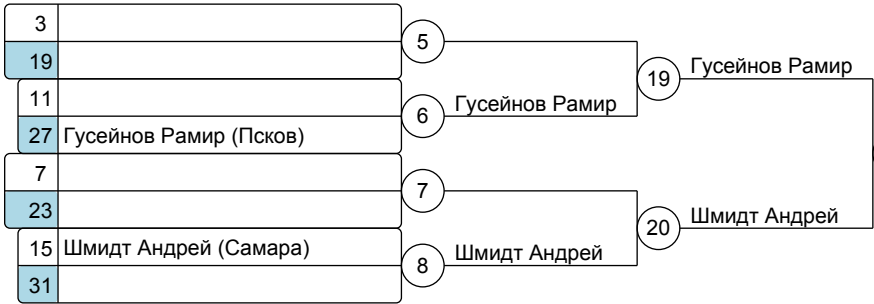 3
5
19
Гусейнов Рамир
19
11
6
Гусейнов Рамир
27 Гусейнов Рамир (Псков)
7
7
23
20
Шмидт Андрей
15 Шмидт Андрей (Самара)
8
Шмидт Андрей
31